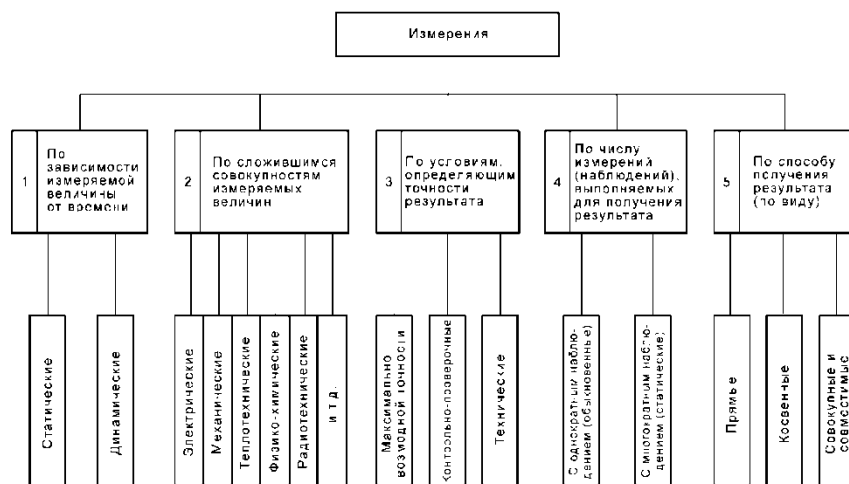 Измерения
1
По
зависимости
измеряемой
величины
от времени
2
По сложившимся
совокупностям
измеряемых
величин
3
По условиям,
определяющим
точности
результата
4
По числу
измерений
(наблюдений),
выполняемых
для получения
результата
5
По способу
получения
результата
(по виду)
Статические
Динамические
Электрические
Механические
Теплотехнические
Физико-химические
Радиотехнические
и т.д.
Максимально
возмодной точности
Контрольно-праверочные
Технические
С однократным наблю-
дением (обыкновенные)
С многократным наблю-
дением (статические)
Прямые
Косвенные
Совокупные и
совместимые